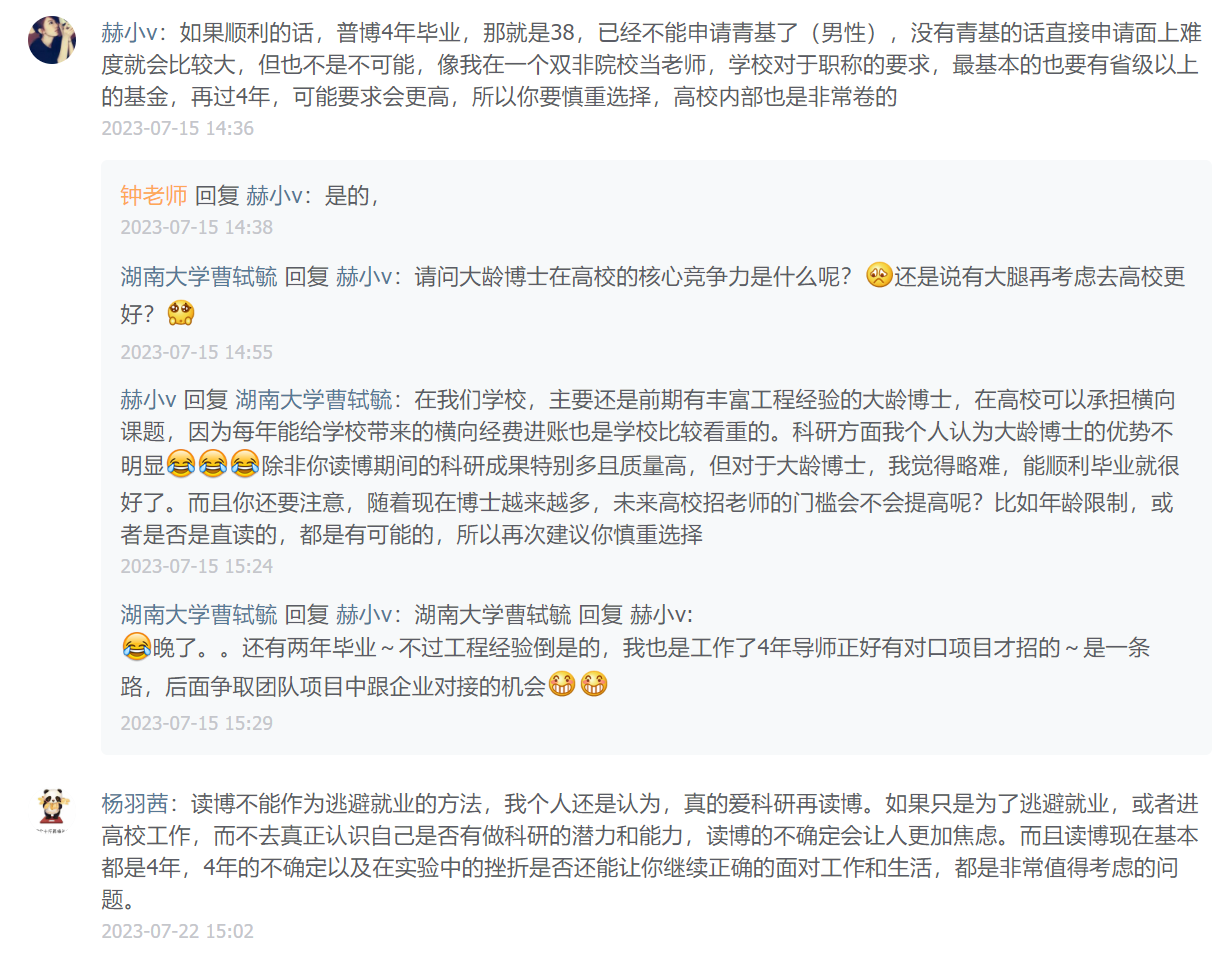 赫小v：如果顺利的话，普博4年毕业，那就是38，已经不能申请青基了（男性），没有青基的话直接申请面上难
度就会比较大，但也不是不可能，像我在一个双非院校当老师，学校对于职称的要求，最基本的也要有省级以上
的基金，再过4年，可能要求会更高，所以你要慎重选择，高校内部也是非常卷的
2023-07-15 14:36
钟老师 回复 赫小v：是的，
2023-07-15 14:38
湖南大学曹轼毓 回复 赫小v：请问大龄博士在高校的核心竞争力是什么呢？😟还是说有大腿再考虑去高校更
好？🥺
2023-07-15 14:55
赫小v 回复 湖南大学曹轼毓：在我们学校，主要还是前期有丰富工程经验的大龄博士，在高校可以承担横向
课题，因为每年能给学校带来的横向经费进账也是学校比较看重的。科研方面我个人认为大龄博士的优势不
明显😂😂😂除非你读博期间的科研成果特别多且质量高，但对于大龄博士，我觉得略难，能顺利毕业就很
好了。而且你还要注意，随着现在博士越来越多，未来高校招老师的门槛会不会提高呢？比如年龄限制，或
者是否是直读的，都是有可能的，所以再次建议你慎重选择
2023-07-15 15:24
湖南大学曹轼毓 回复 赫小v：湖南大学曹轼毓 回复 赫小v:
😂晚了。。还有两年毕业～不过工程经验倒是的，我也是工作了4年导师正好有对口项目才招的～是一条
路，后面争取团队项目中跟企业对接的机会😁😁
2023-07-15 15:29
杨羽茜：读博不能作为逃避就业的方法，我个人还是认为，真的爱科研再读博。如果只是为了逃避就业，或者进
高校工作，而不去真正认识自己是否有做科研的潜力和能力，读博的不确定会让人更加焦虑。而且读博现在基本
都是4年，4年的不确定以及在实验中的挫折是否还能让你继续正确的面对工作和生活，都是非常值得考虑的问
题。
2023-07-22 15:02